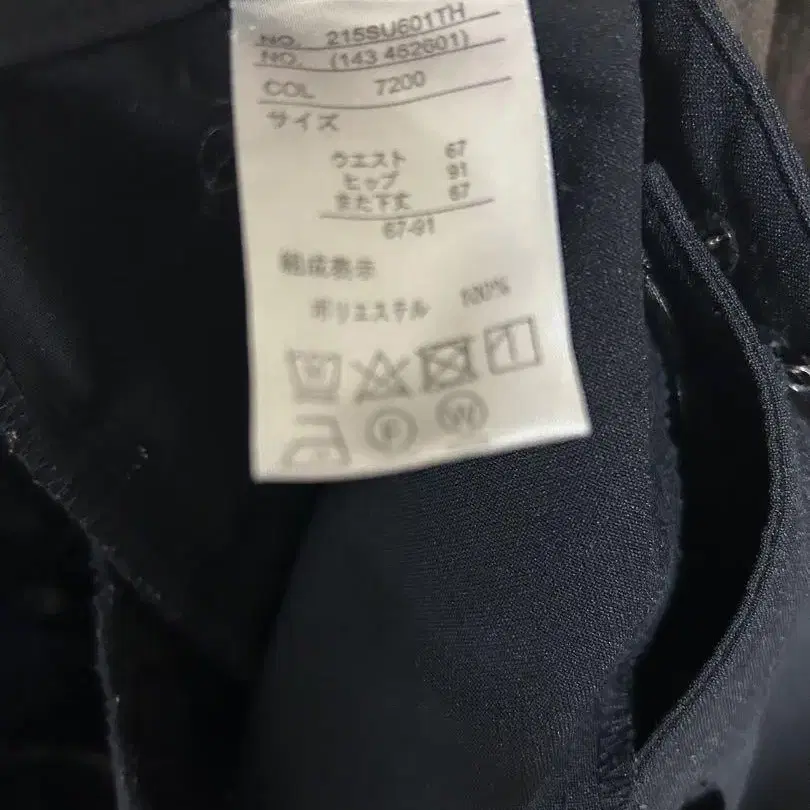 NO. 215SU601TH
NO. (143 452601)
COL 7200
サイズ
ウエスト 67
ヒップ 91
また下丈 67
67-91
組成表示
ポリエステル 100%
F W